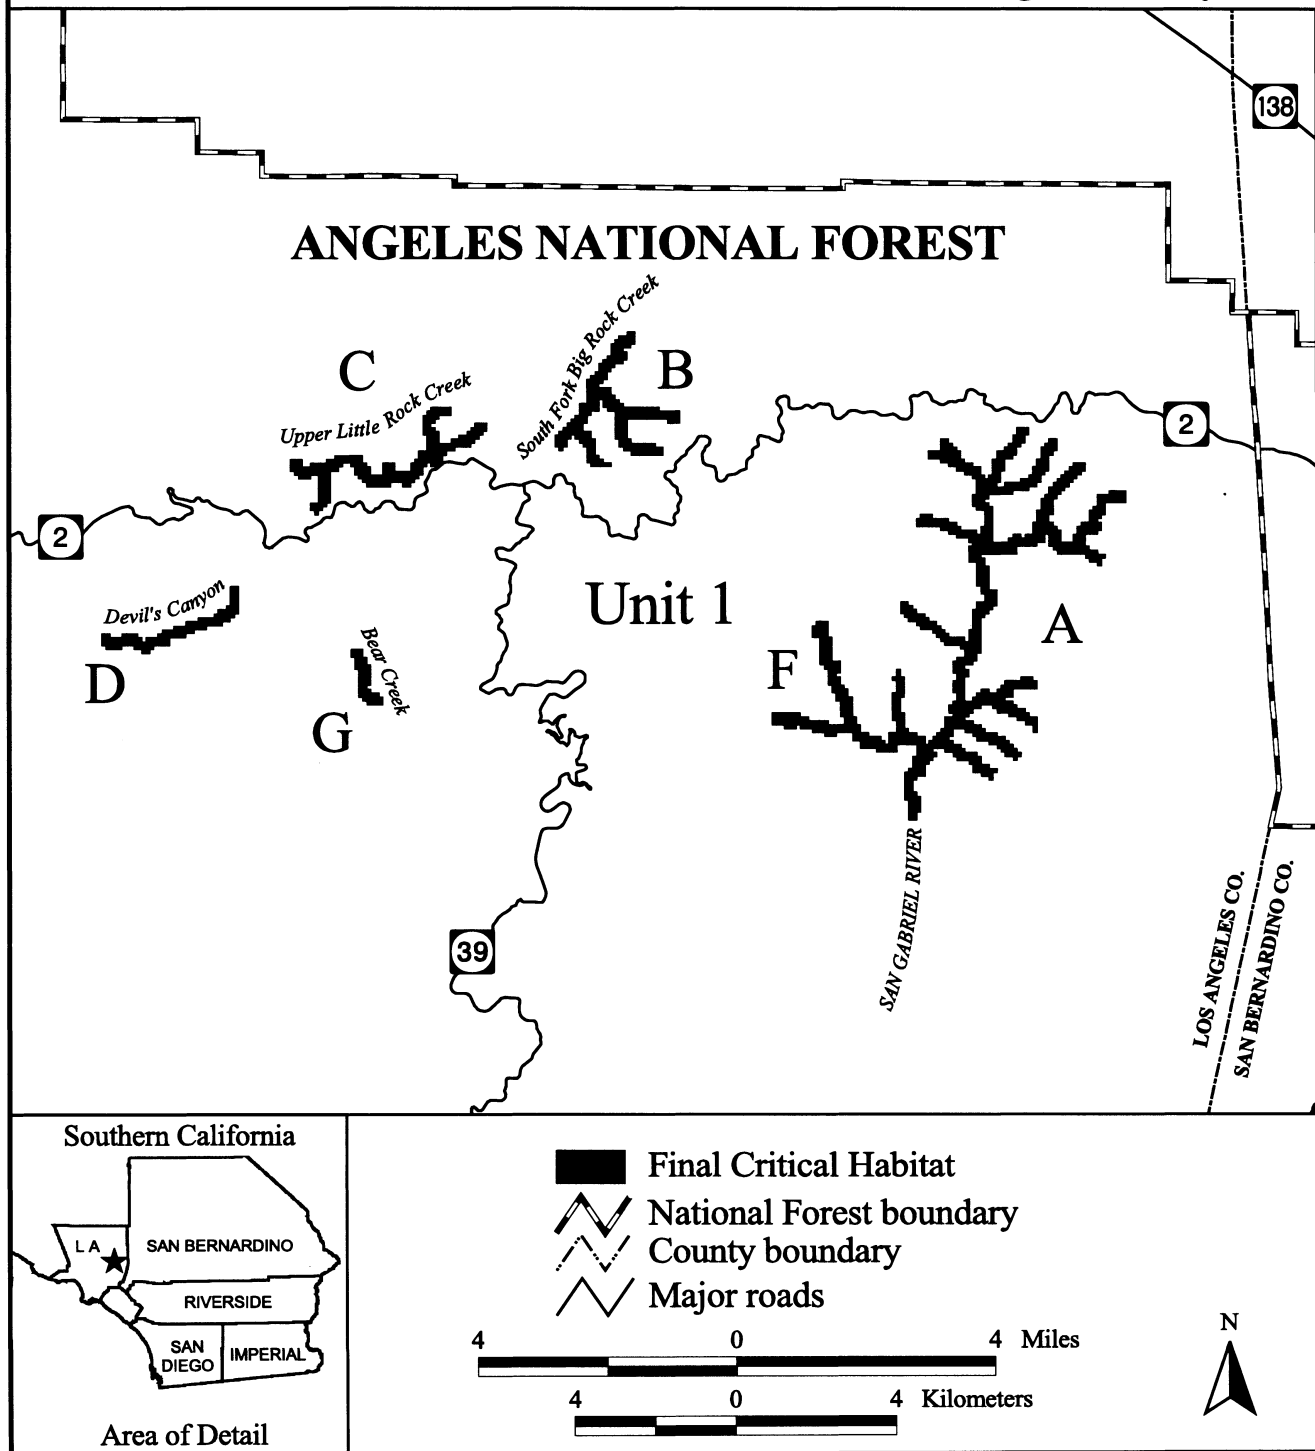 138
ANGELES NATIONAL FOREST
South Fork Big Rock Creek
C
B
Upper Little Rock Creek
2
2
Devil's Canyon
Unit 1
A
Bear Creek
F
D
G
SAN GABRIEL RIVER
39
LOS ANGELES CO.
SAN BERNARDINO CO.
Southern California
L A
SAN BERNARDINO
RIVERSIDE
SAN
DIEGO
IMPERIAL
Area of Detail
Final Critical Habitat
National Forest boundary
County boundary
Major roads
4 0 4 Miles
4 0 4 Kilometers
N